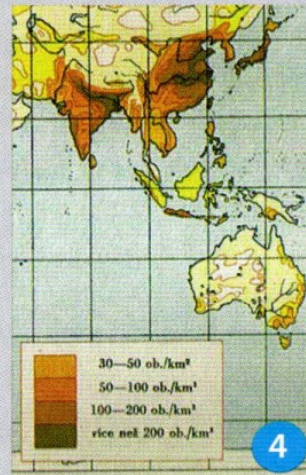 30—50 ob./km²
50—100 ob./km²
100—200 ob./km²
více než 200 ob./km²
4